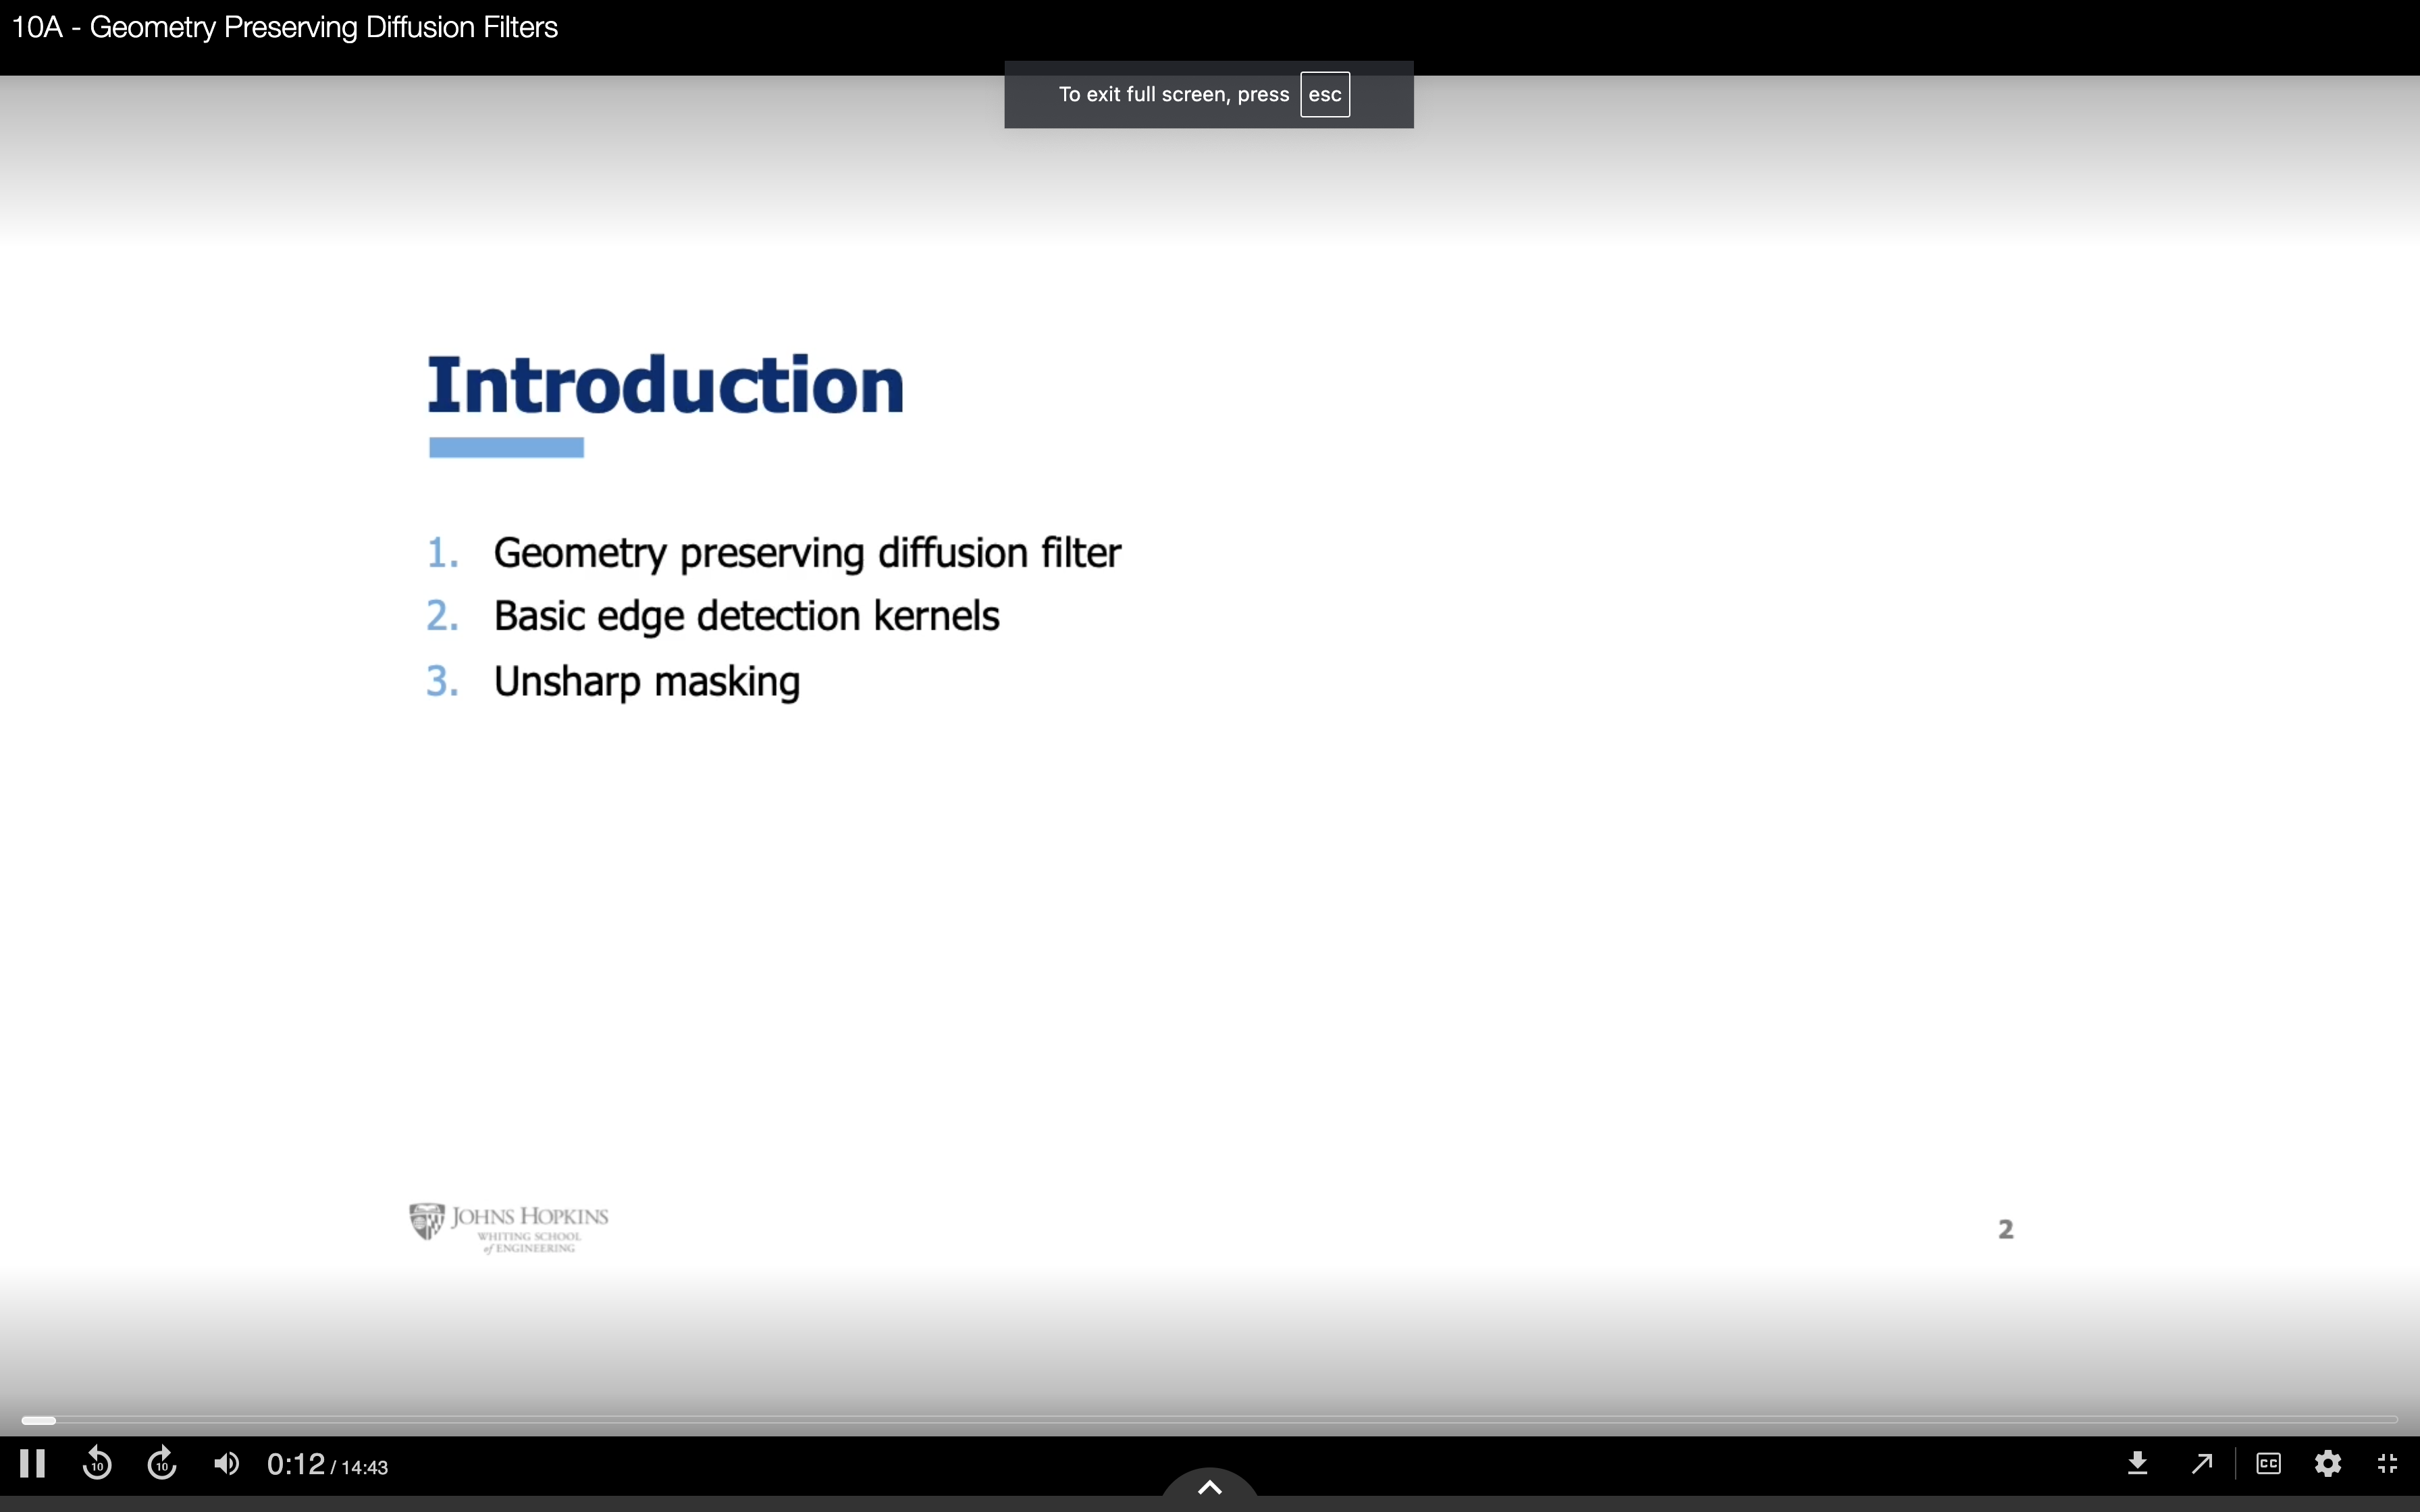 10A - Geometry Preserving Diffusion Filters
To exit full screen, press esc
Introduction
1. Geometry preserving diffusion filter
2. Basic edge detection kernels
3. Unsharp masking
JOHNS HOPKINS
WHITING SCHOOL
of ENGINEERING
2
10 10 0:12 / 14:43 CC